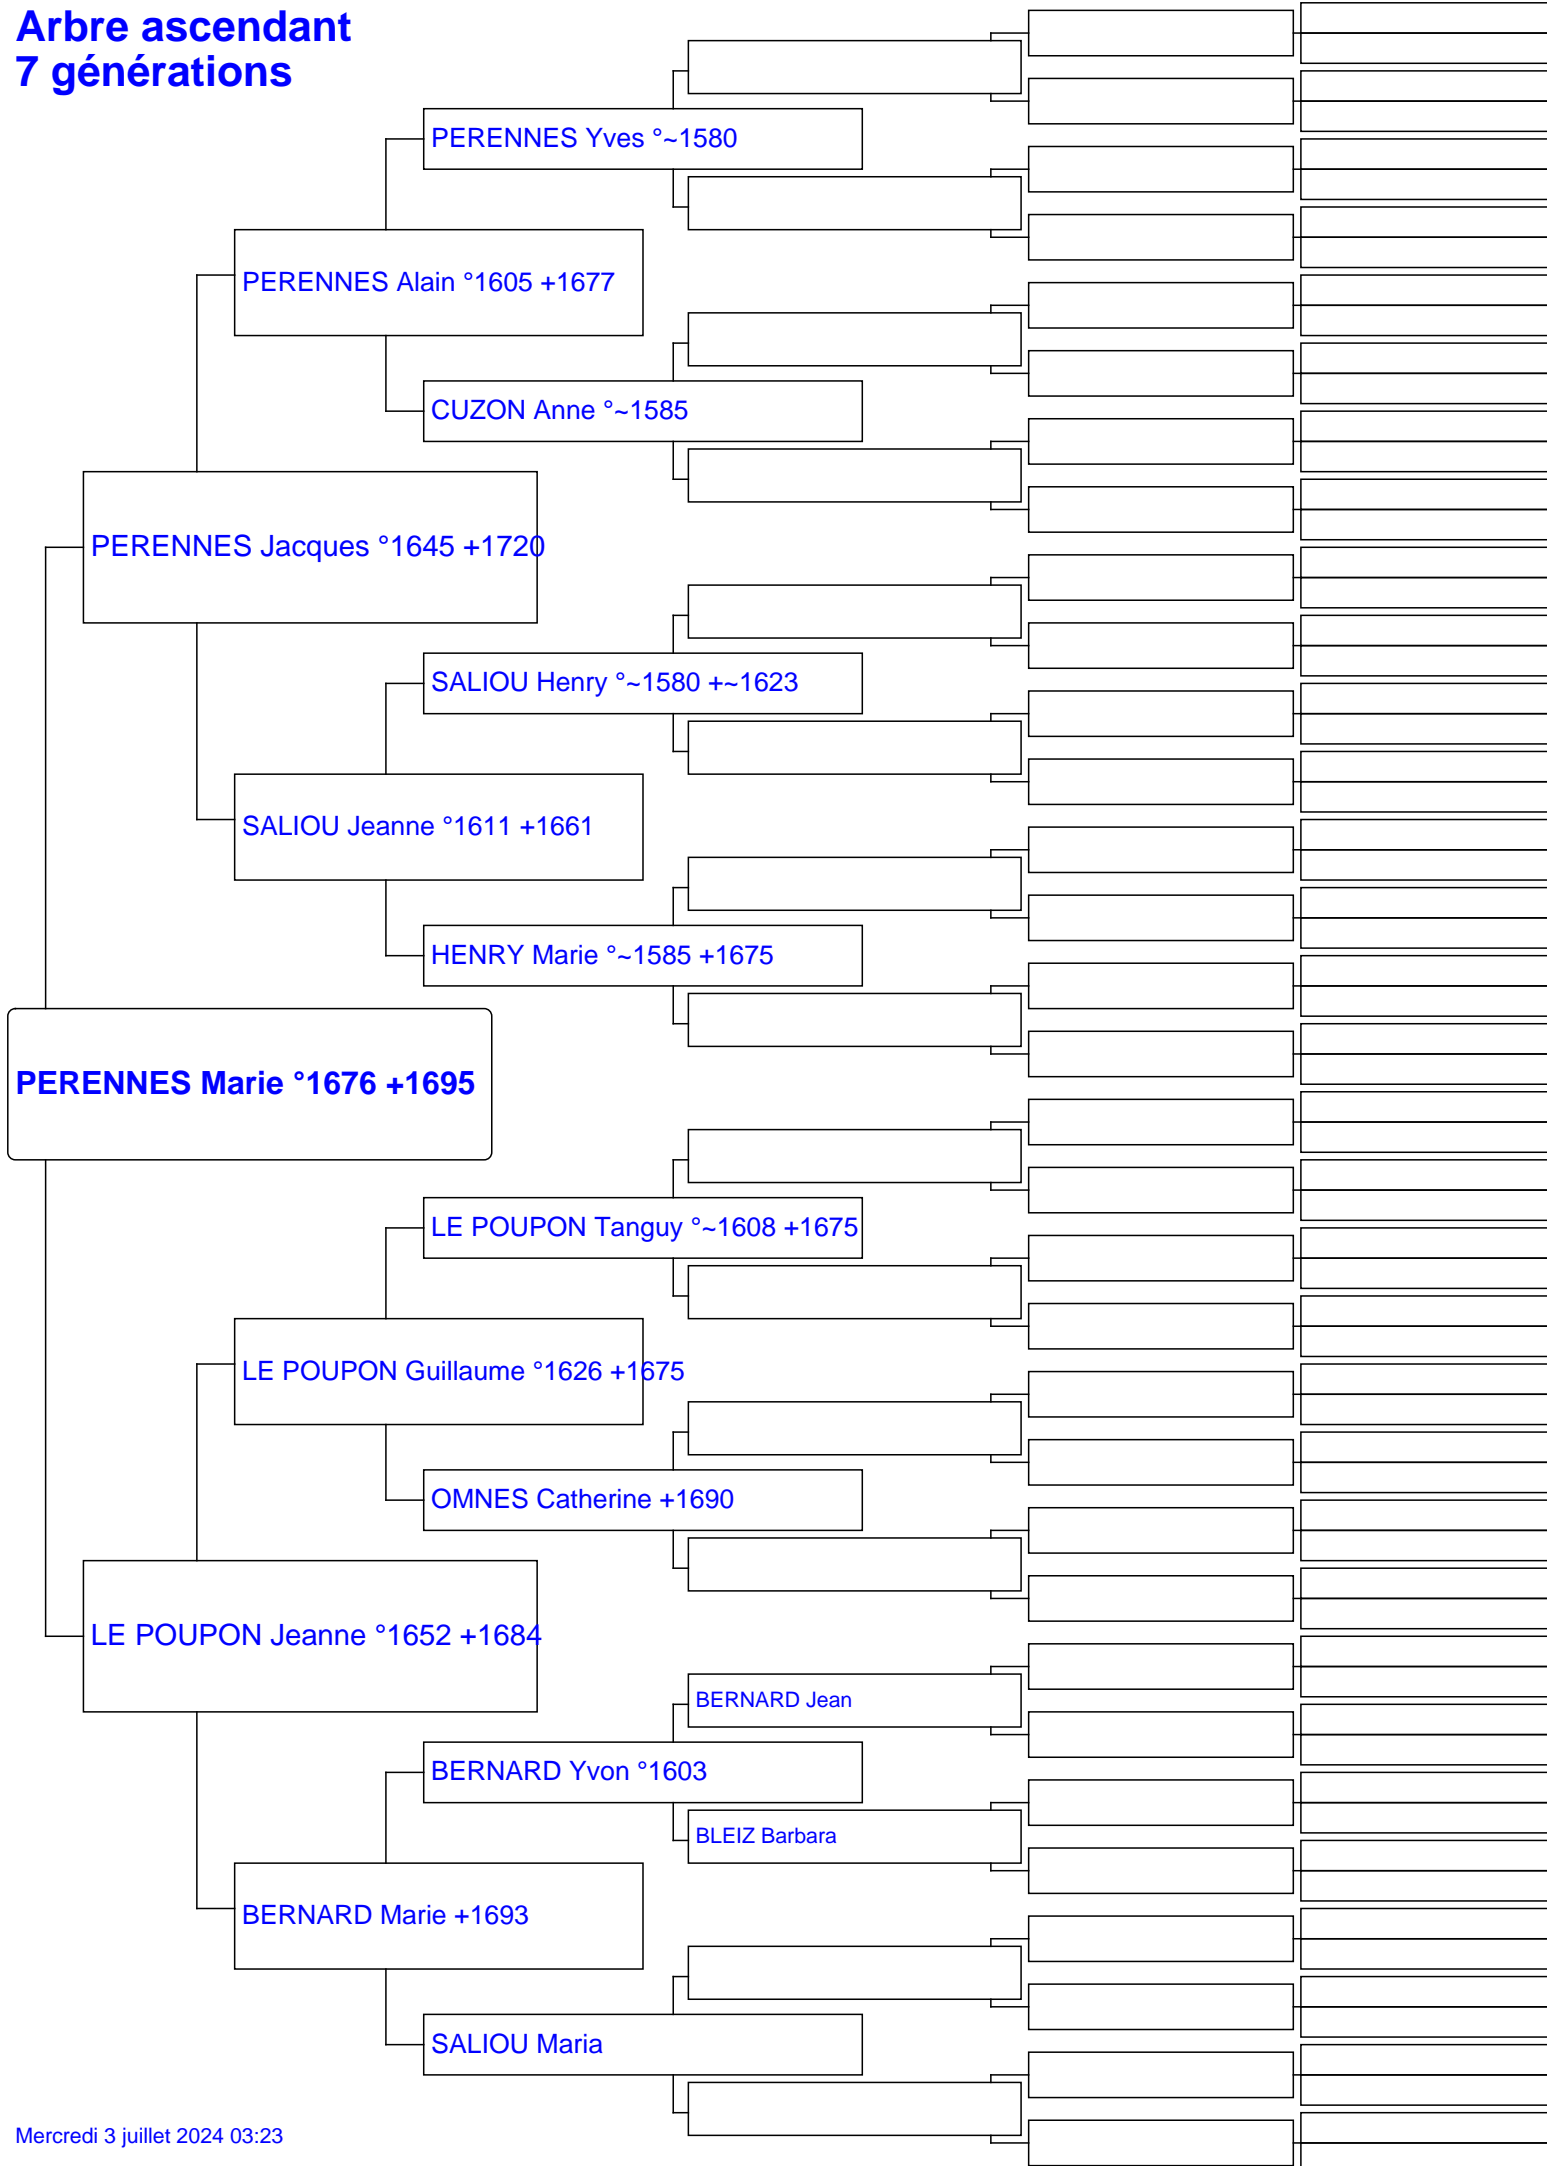 Arbre ascendant
7 générations
PERENNES Yves °~1580
PERENNES Alain °1605 +1677
CUZON Anne °~1585
PERENNES Jacques °1645 +1720
SALIOU Henry °~1580 +~1623
SALIOU Jeanne °1611 +1661
HENRY Marie °~1585 +1675
PERENNES Marie °1676 +1695
LE POUPON Tanguy °~1608 +1675
LE POUPON Guillaume °1626 +1675
OMNES Catherine +1690
LE POUPON Jeanne °1652 +1684
BERNARD Jean
BERNARD Yvon °1603
BLEIZ Barbara
BERNARD Marie +1693
SALIOU Maria
Mercredi 3 juillet 2024 03:23